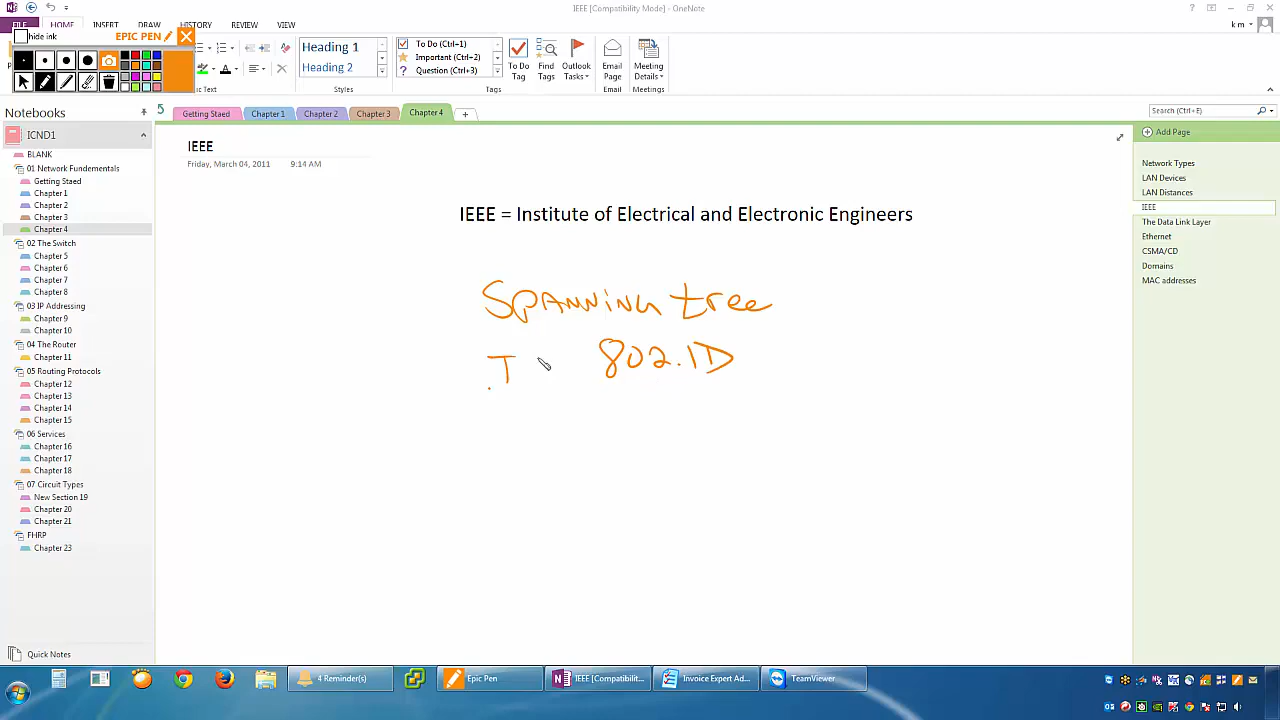 IEEE [Compatibility Mode] - OneNote
FILE HOME INSERT DRAW HISTORY REVIEW VIEW
k m
hide ink EPIC PEN
Heading 1
Heading 2
To Do (Ctrl+1)
Important (Ctrl+2)
Question (Ctrl+3)
To Do Tag
Find Tags
Outlook Tasks
Email Page
Meeting Details
Text
Styles
Tags
Email
Meetings
Notebooks
Getting Staed Chapter 1 Chapter 2 Chapter 3 Chapter 4
Search (Ctrl+E)
ICND1
BLANK
01 Network Fundementals
Getting Staed
Chapter 1
Chapter 2
Chapter 3
Chapter 4
02 The Switch
Chapter 5
Chapter 6
Chapter 7
Chapter 8
03 IP Addressing
Chapter 9
Chapter 10
04 The Router
Chapter 11
05 Routing Protocols
Chapter 12
Chapter 13
Chapter 14
Chapter 15
06 Services
Chapter 16
Chapter 17
Chapter 18
07 Circuit Types
New Section 19
Chapter 20
Chapter 21
FHRP
Chapter 23
Quick Notes
IEEE
Friday, March 04, 2011 9:14 AM
IEEE = Institute of Electrical and Electronic Engineers
Spanning tree
. T 802.1D
Add Page
Network Types
LAN Devices
LAN Distances
IEEE
The Data Link Layer
Ethernet
CSMA/CD
Domains
MAC addresses
4 Reminder(s)
Epic Pen
IEEE [Compatibilit...
Invoice Expert Ad...
TeamViewer